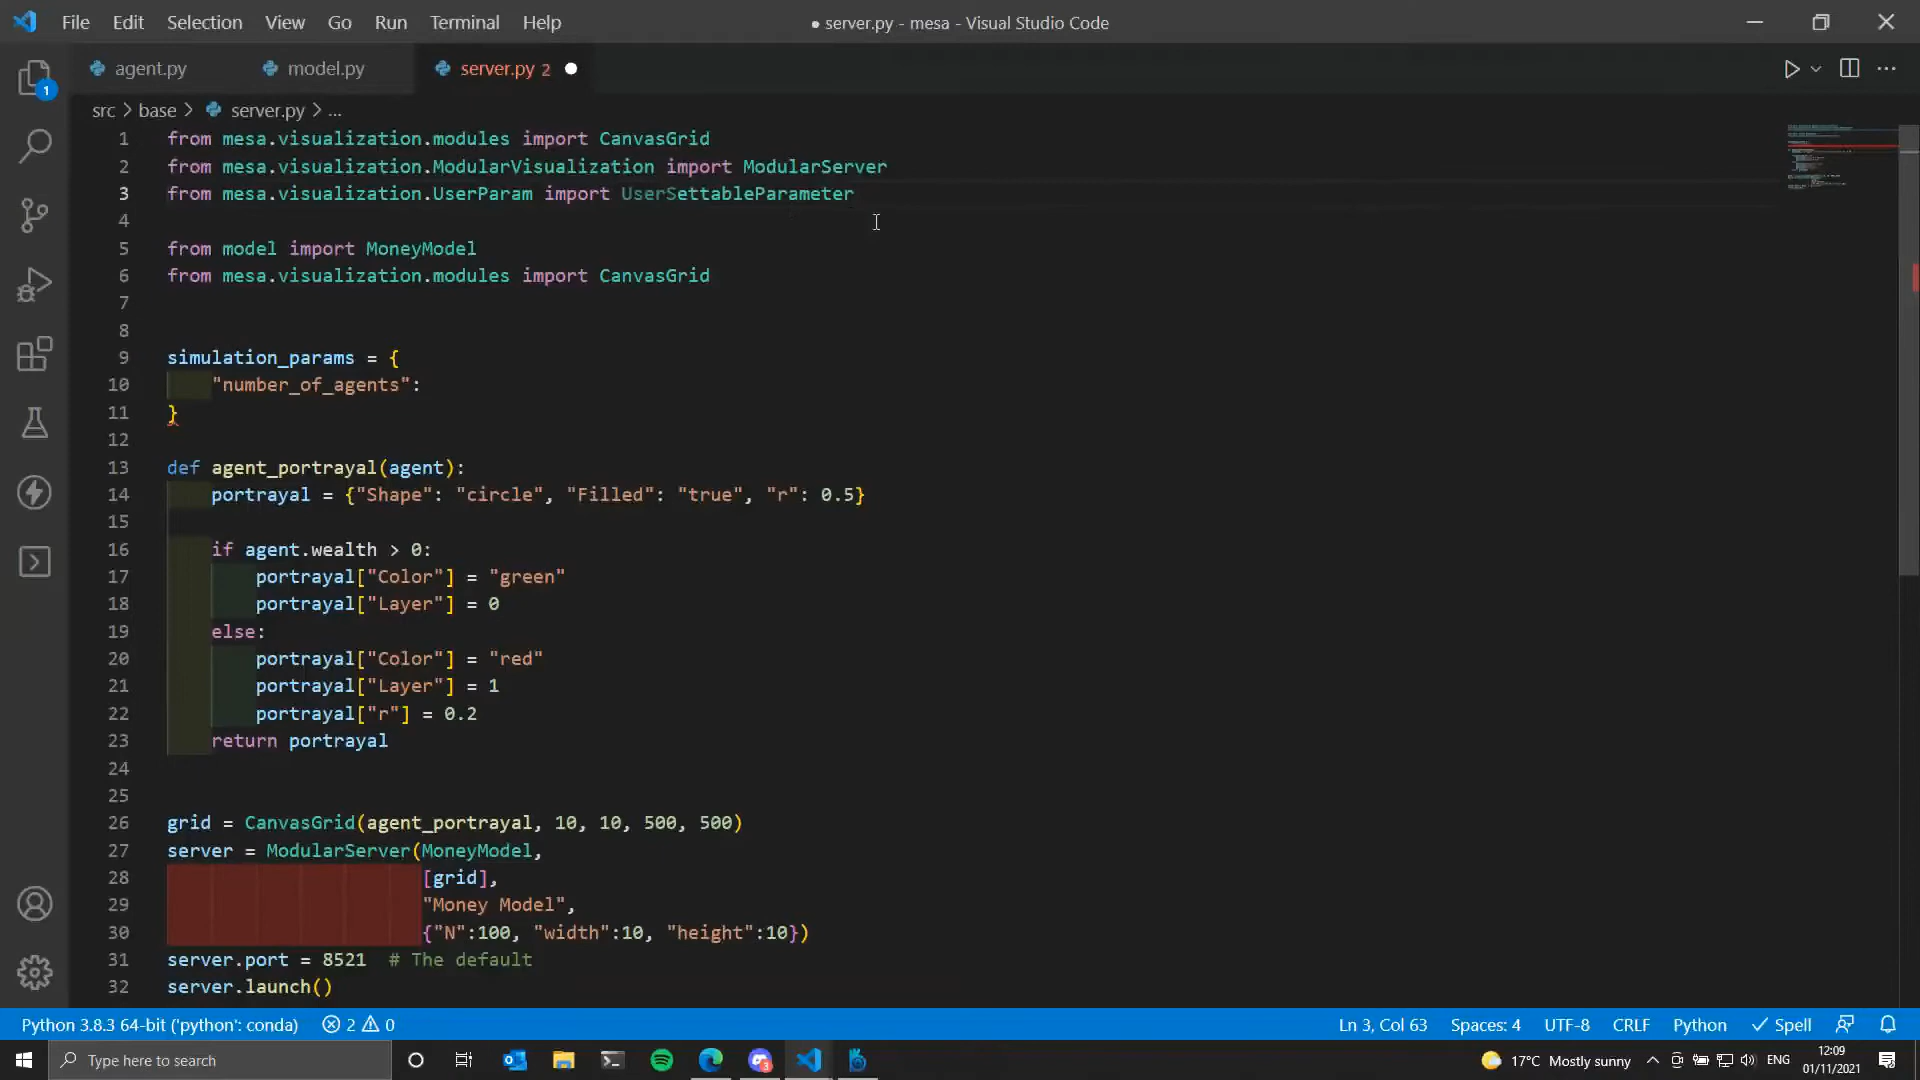 File Edit Selection View Go Run Terminal Help
● server.py - mesa - Visual Studio Code
agent.py model.py server.py 2
src > base > server.py > ...
1 from mesa.visualization.modules import CanvasGrid
2 from mesa.visualization.ModularVisualization import ModularServer
3 from mesa.visualization.UserParam import UserSettableParameter
4
5 from model import MoneyModel
6 from mesa.visualization.modules import CanvasGrid
7
8
9 simulation_params = {
10 "number_of_agents":
11 }
12
13 def agent_portrayal(agent):
14 portrayal = {"Shape": "circle", "Filled": "true", "r": 0.5}
15
16 if agent.wealth > 0:
17 portrayal["Color"] = "green"
18 portrayal["Layer"] = 0
19 else:
20 portrayal["Color"] = "red"
21 portrayal["Layer"] = 1
22 portrayal["r"] = 0.2
23 return portrayal
24
25
26 grid = CanvasGrid(agent_portrayal, 10, 10, 500, 500)
27 server = ModularServer(MoneyModel,
28 [grid],
29 "Money Model",
30 {"N":100, "width":10, "height":10})
31 server.port = 8521 # The default
32 server.launch()
1
Python 3.8.3 64-bit ('python': conda) 2 0 Ln 3, Col 63 Spaces: 4 UTF-8 CRLF Python Spell
Type here to search
3
17°C Mostly sunny ENG
12:09
01/11/2021